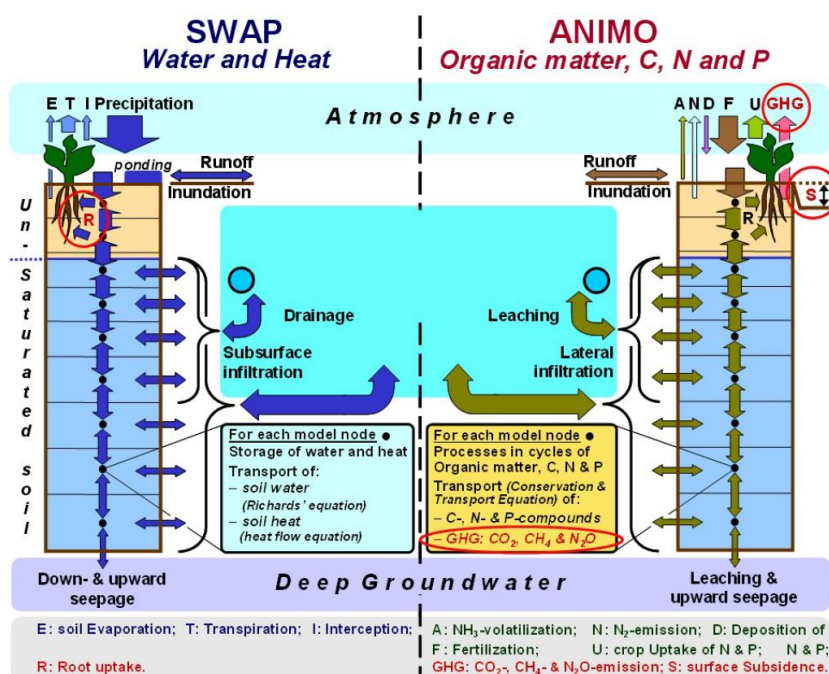 SWAP
Water and Heat
ANIMO
Organic matter, C, N and P
Atmosphere
E T I Precipitation
A N D F U GHG
ponding
Runoff
Inundation
Runoff
Inundation
R
R
S
Un-
Saturated soil
Drainage
Subsurface
infiltration
Leaching
Lateral
infiltration
For each model node ●
Storage of water and heat
Transport of:
– soil water
(Richards' equation)
– soil heat
(heat flow equation)
For each model node ●
Processes in cycles of
Organic matter, C, N & P
Transport (Conservation &
Transport Equation) of:
– C-, N- & P-compounds
– GHG: CO₂, CH₄ & N₂O
Down- & upward
seepage
Deep Groundwater
Leaching &
upward seepage
E: soil Evaporation; T: Transpiration; I: Interception;
R: Root uptake.
A: NH₃-volatilization; N: N₂-emission; D: Deposition of
F: Fertilization; U: crop Uptake of N & P; N & P;
GHG: CO₂-, CH₄- & N₂O-emission; S: surface Subsidence.